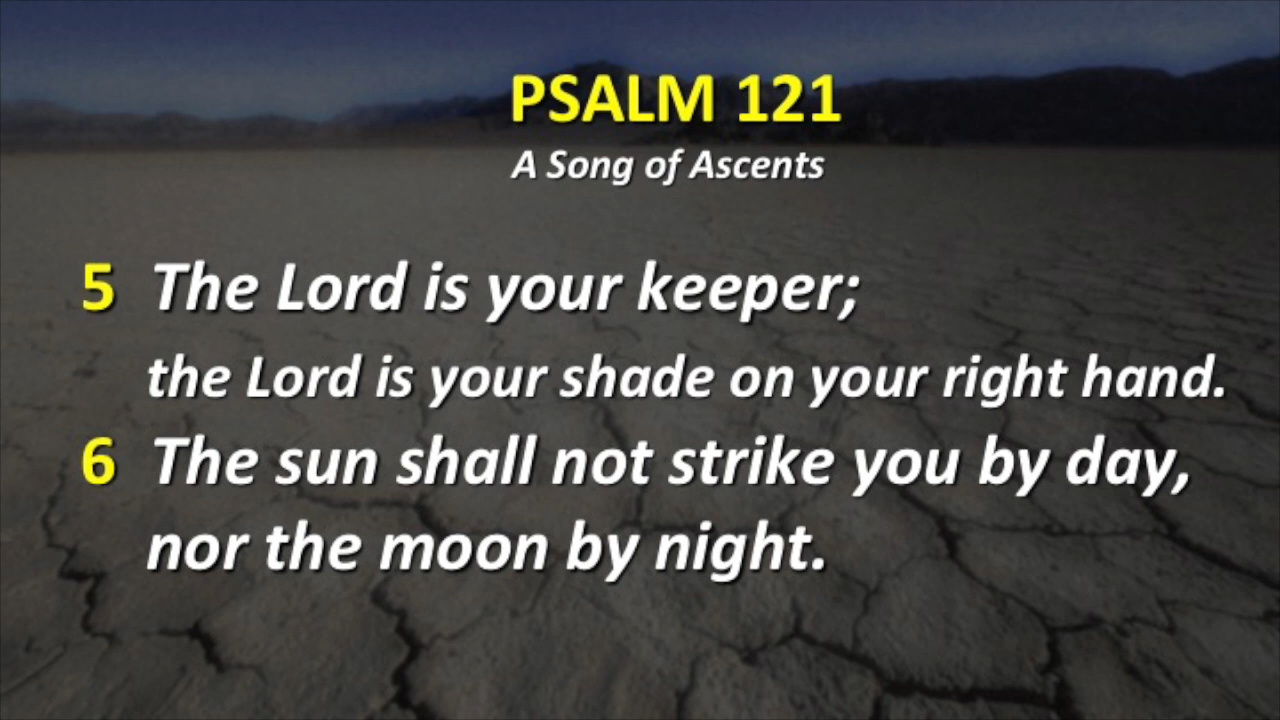 PSALM 121
A Song of Ascents
5 The Lord is your keeper;
the Lord is your shade on your right hand.
6 The sun shall not strike you by day,
nor the moon by night.